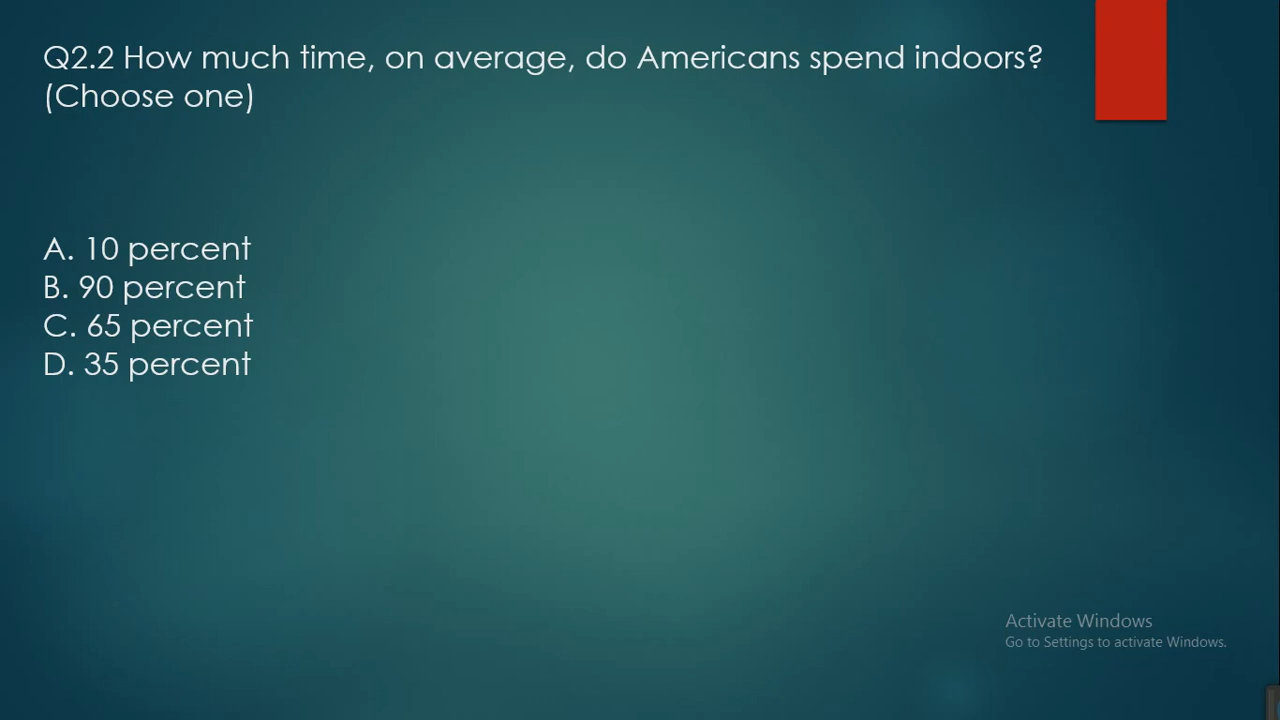 Q2.2 How much time, on average, do Americans spend indoors?
(Choose one)
A. 10 percent
B. 90 percent
C. 65 percent
D. 35 percent
Activate Windows
Go to Settings to activate Windows.